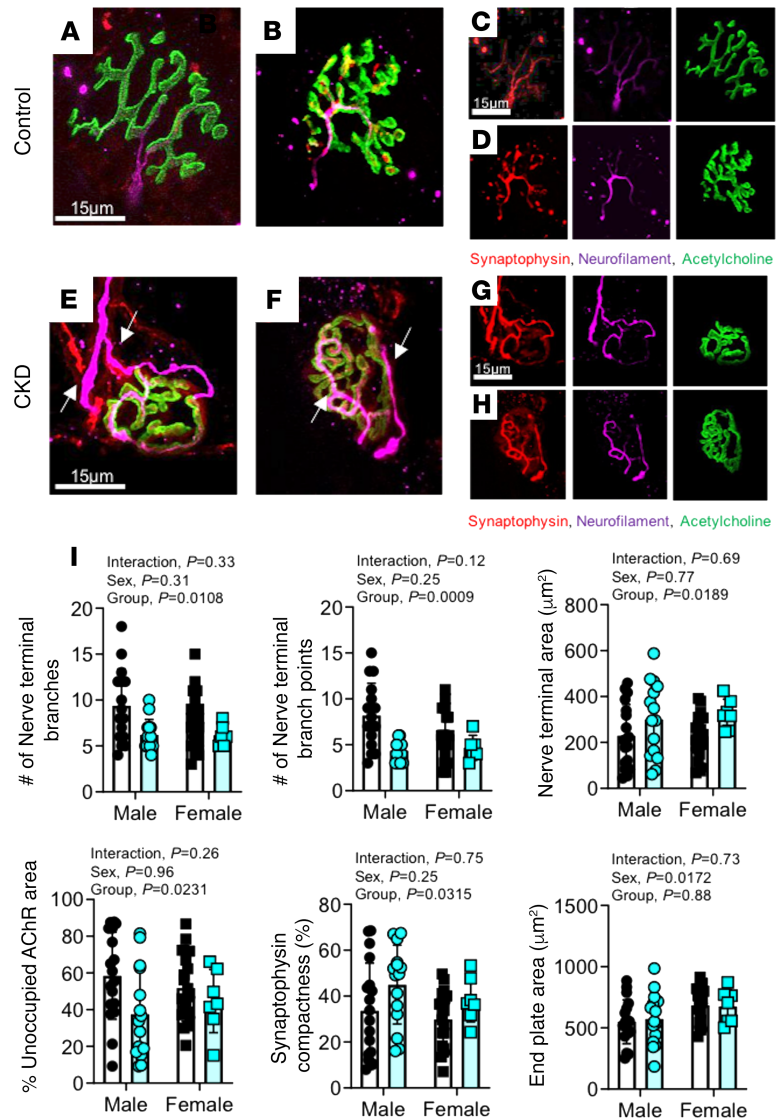 Control
A
B
B
15µm
C
15µm
D
Synaptophysin, Neurofilament, Acetylcholine
CKD
E
F
15µm
G
15µm
H
Synaptophysin, Neurofilament, Acetylcholine
I
Interaction, P=0.33
Sex, P=0.31
Group, P=0.0108
# of Nerve terminal
branches
20
15
10
5
0
Male Female
Interaction, P=0.12
Sex, P=0.25
Group, P=0.0009
# of Nerve terminal
branch points
20
15
10
5
0
Male Female
Interaction, P=0.69
Sex, P=0.77
Group, P=0.0189
Nerve terminal area (µm²)
800
600
400
200
0
Male Female
Interaction, P=0.26
Sex, P=0.96
Group, P=0.0231
% Unoccupied AChR area
100
80
60
40
20
0
Male Female
Interaction, P=0.75
Sex, P=0.25
Group, P=0.0315
Synaptophysin
compactness (%)
80
60
40
20
0
Male Female
Interaction, P=0.73
Sex, P=0.0172
Group, P=0.88
End plate area (µm²)
1500
1000
500
0
Male Female